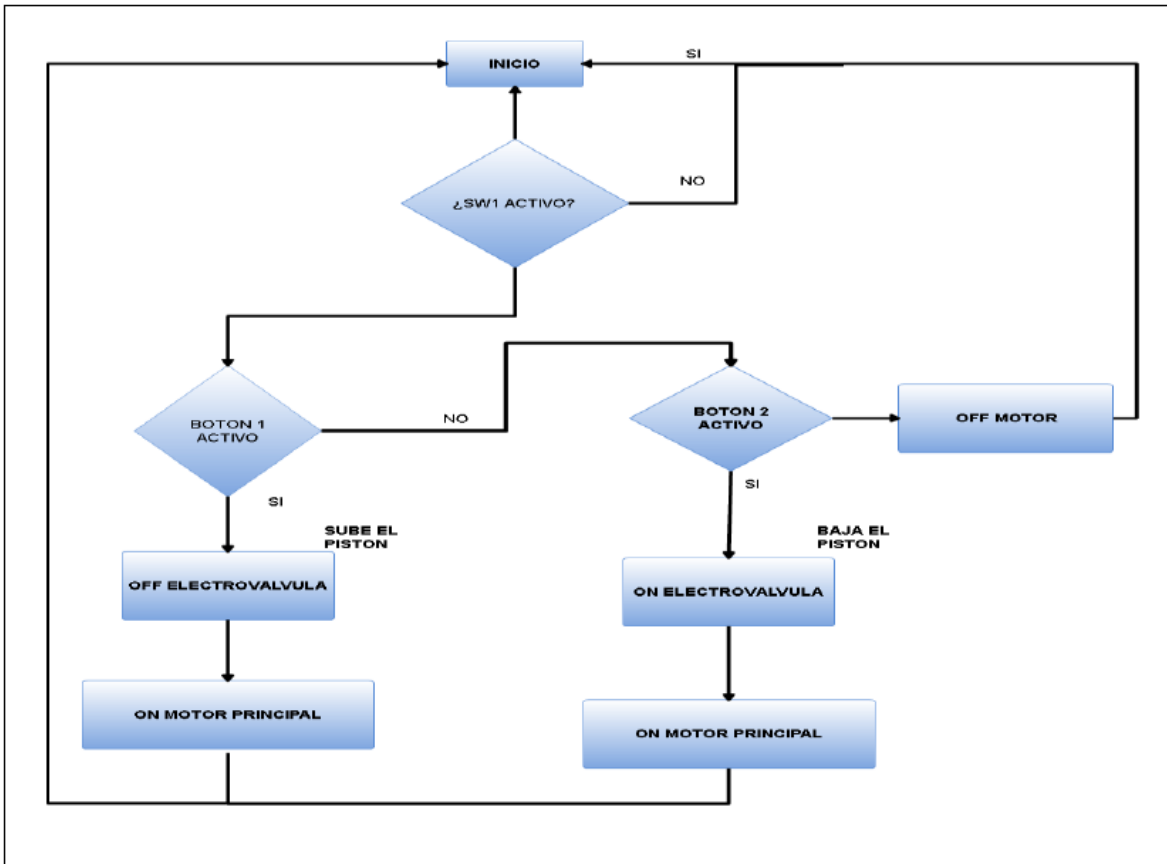 SI
INICIO
NO
¿SW1 ACTIVO?
BOTON 1
ACTIVO
NO
BOTON 2
ACTIVO
OFF MOTOR
SI
SUBE EL
PISTON
OFF ELECTROVALVULA
ON MOTOR PRINCIPAL
SI
BAJA EL
PISTON
ON ELECTROVALVULA
ON MOTOR PRINCIPAL